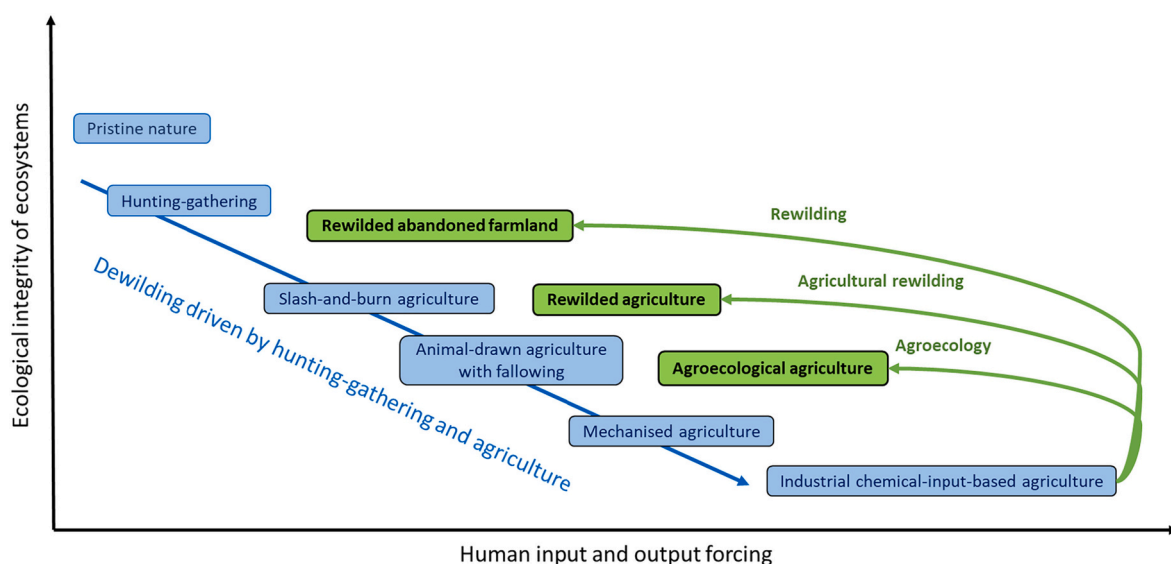 Ecological integrity of ecosystems
Pristine nature
Hunting-gathering
Rewilded abandoned farmland
Rewilding
Dewilding driven by hunting-gathering and agriculture
Slash-and-burn agriculture
Rewilded agriculture
Agricultural rewilding
Animal-drawn agriculture
with fallowing
Agroecological agriculture
Agroecology
Mechanised agriculture
Industrial chemical-input-based agriculture
Human input and output forcing